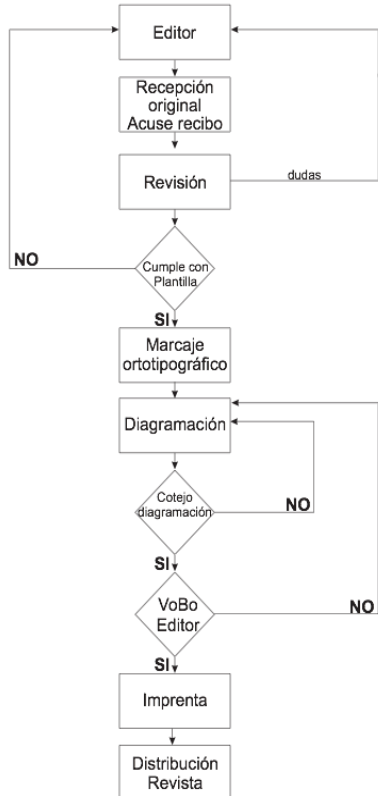 Editor
Recepción
original
Acuse recibo
Revisión
dudas
NO
Cumple con
Plantilla
SI
Marcaje
ortotipográfico
Diagramación
Cotejo
diagramación
NO
SI
VoBo
Editor
NO
SI
Imprenta
Distribución
Revista